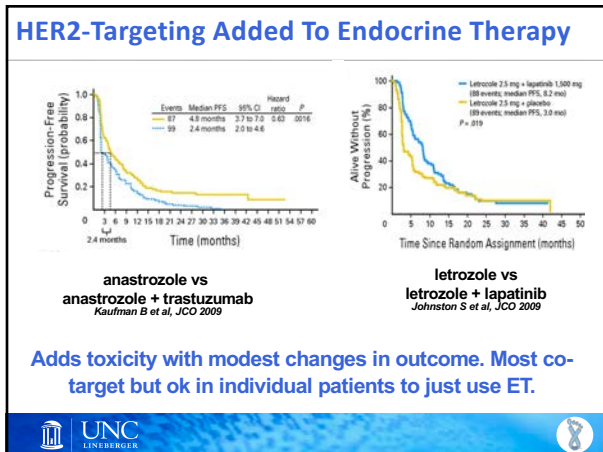 HER2-Targeting Added To Endocrine Therapy
Progression-Free
Survival (probability)
1.0
0.8
0.6
0.4
0.2
0
Events Median PFS 95% CI Hazard ratio P
87 4.8 months 3.7 to 7.0 0.63 .0016
99 2.4 months 2.0 to 4.6
3 6 9 12 15 18 21 24 27 30 33 36 39 42 45 48 51 54 57 60
2.4 months
Time (months)
anastrozole vs
anastrozole + trastuzumab
Kaufman B et al, JCO 2009
Alive Without
Progression (%)
100
80
60
40
20
Letrozole 2.5 mg + lapatinib 1,500 mg
(88 events; median PFS, 8.2 mo)
Letrozole 2.5 mg + placebo
(89 events; median PFS, 3.0 mo)
P = .019
0 5 10 15 20 25 30 35 40 45 50
Time Since Random Assignment (months)
letrozole vs
letrozole + lapatinib
Johnston S et al, JCO 2009
Adds toxicity with modest changes in outcome. Most co-
target but ok in individual patients to just use ET.
UNC
LINEBERGER